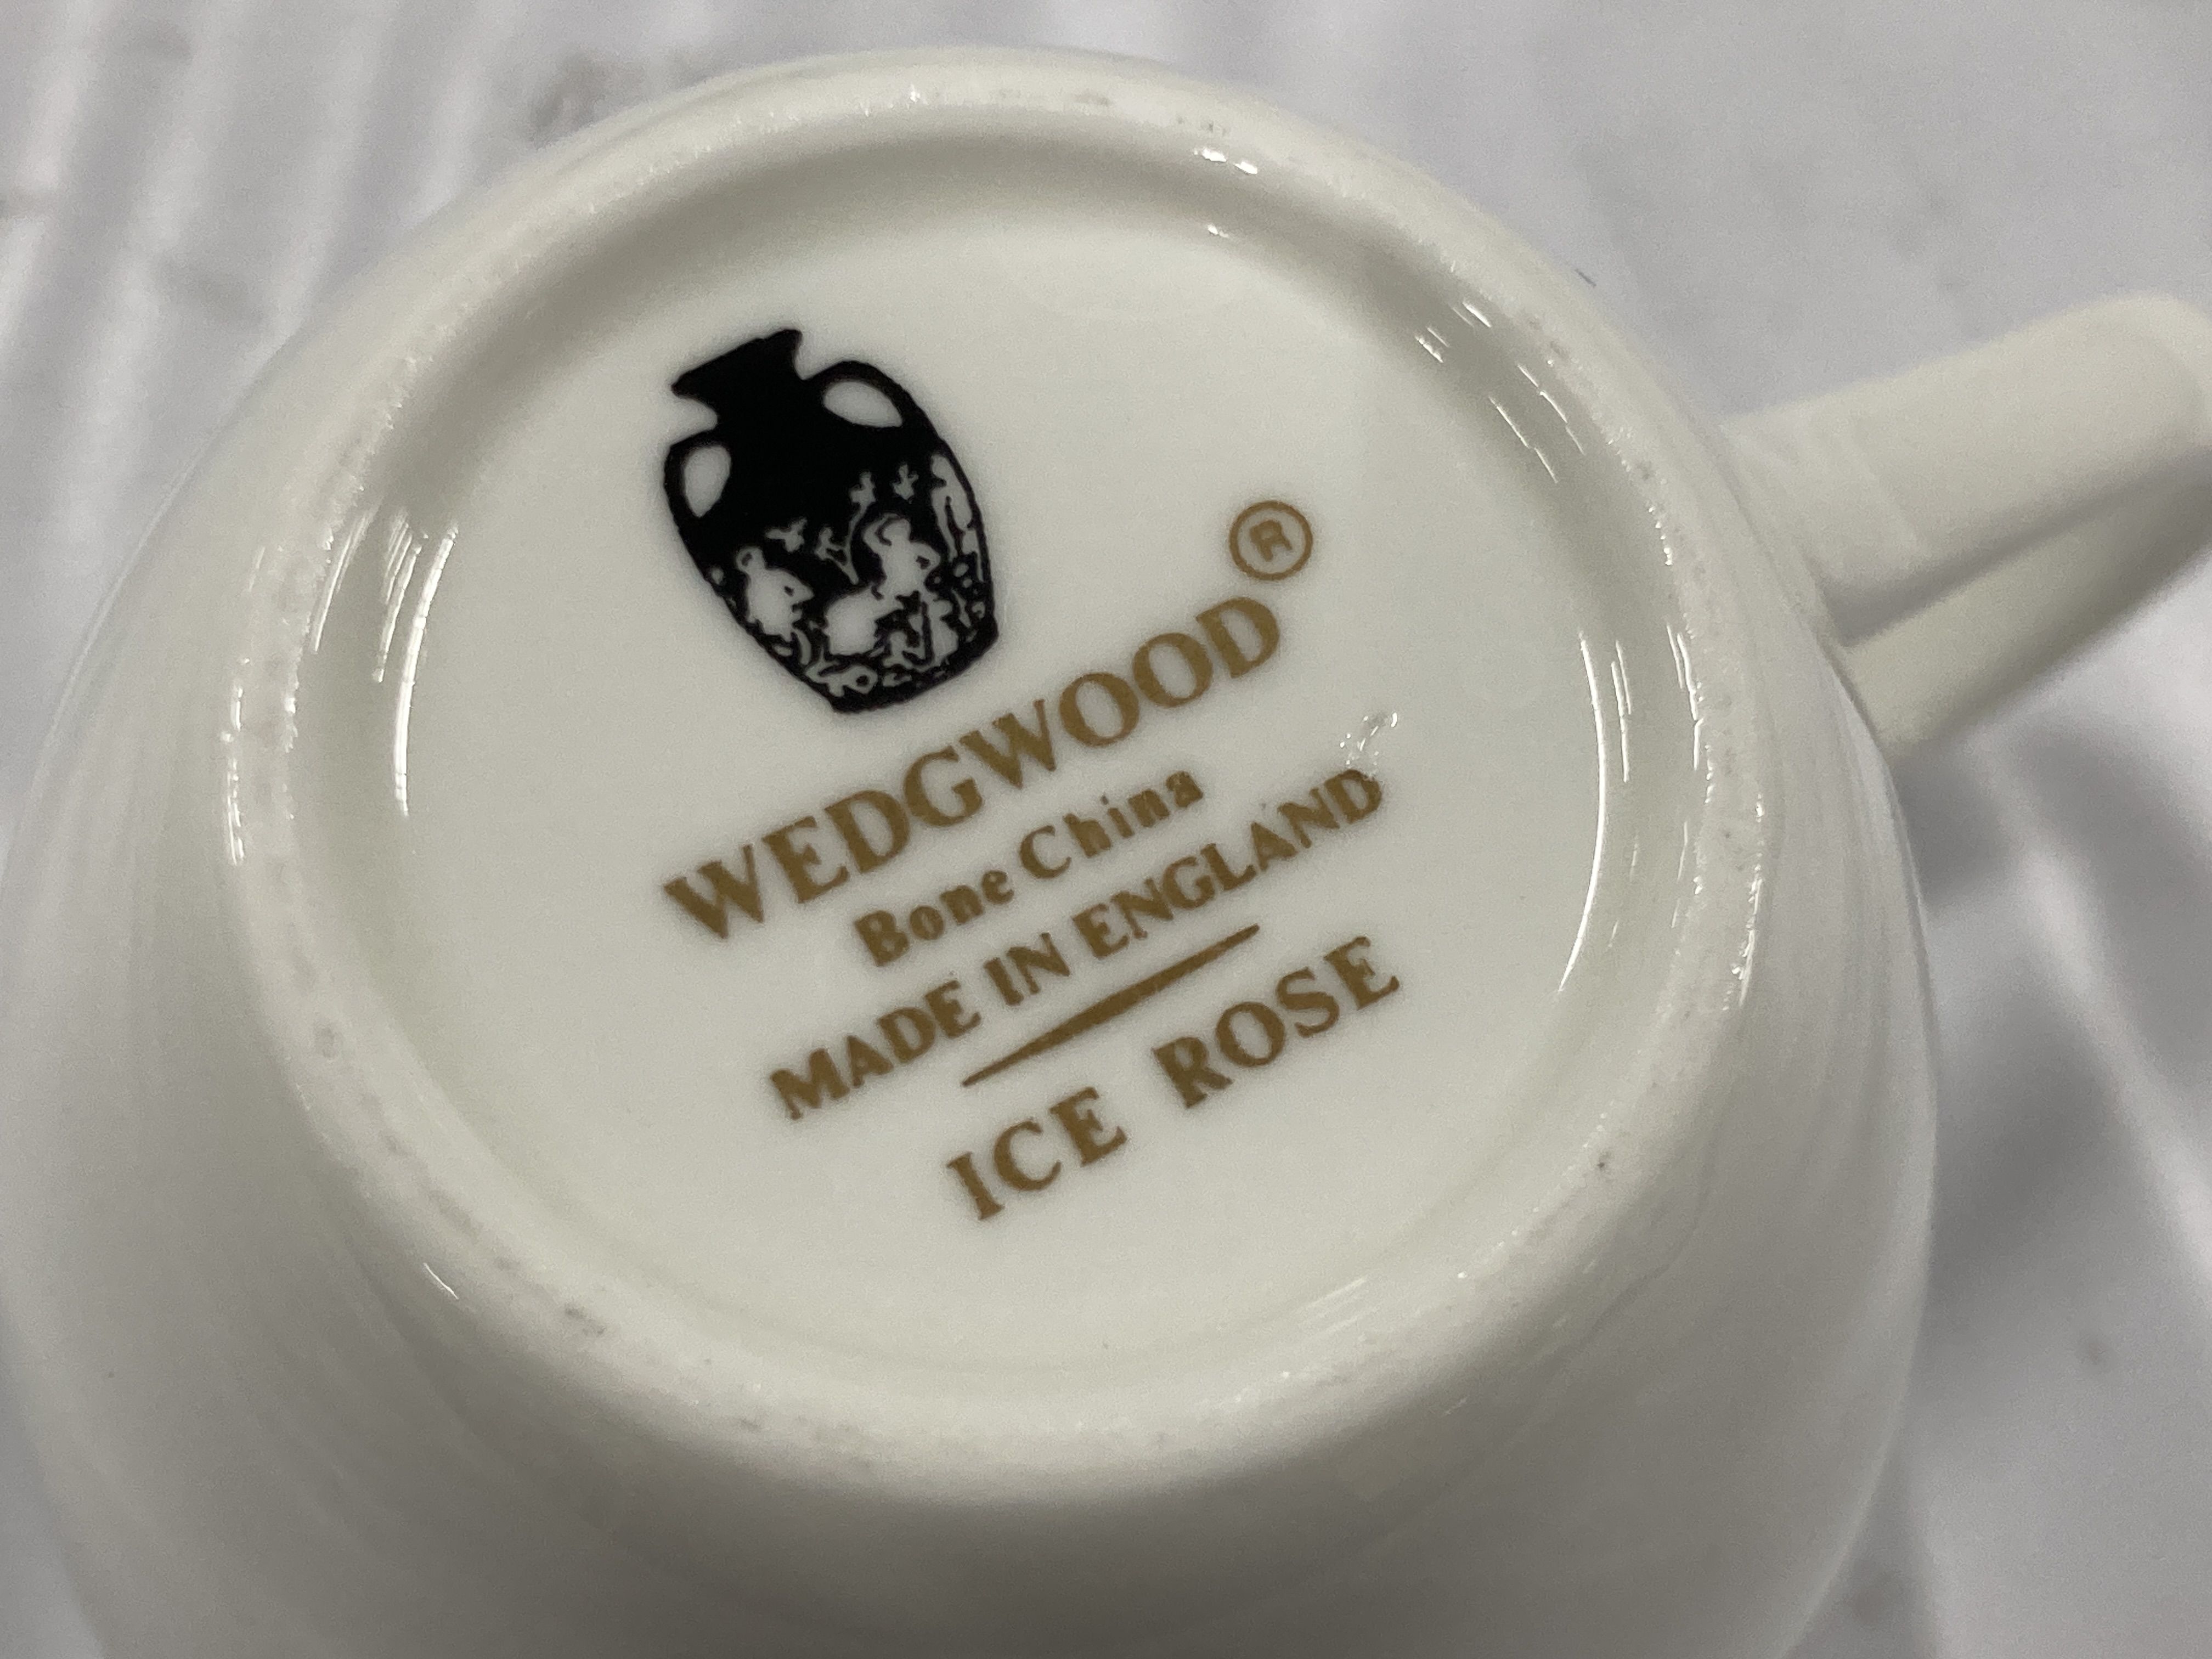 WEDGWOOD®
Bone China
MADE IN ENGLAND
ICE ROSE